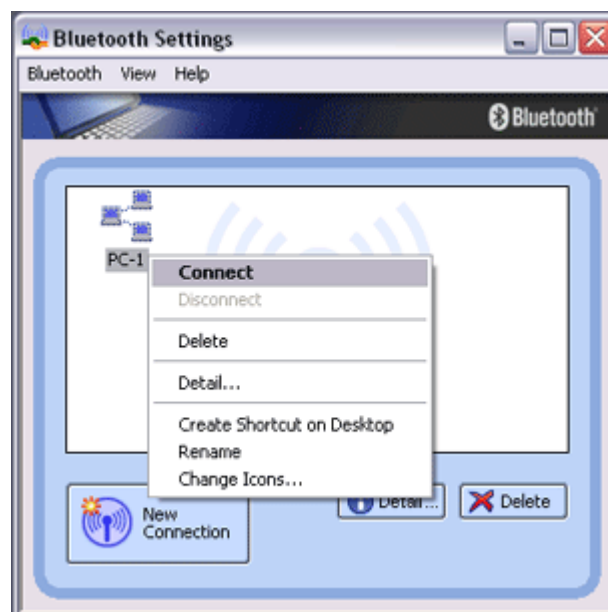 Bluetooth Settings
Bluetooth View Help
Bluetooth
PC-1
Connect
Disconnect
Delete
Detail...
Create Shortcut on Desktop
Rename
Change Icons...
New
Connection
Detail...
Delete